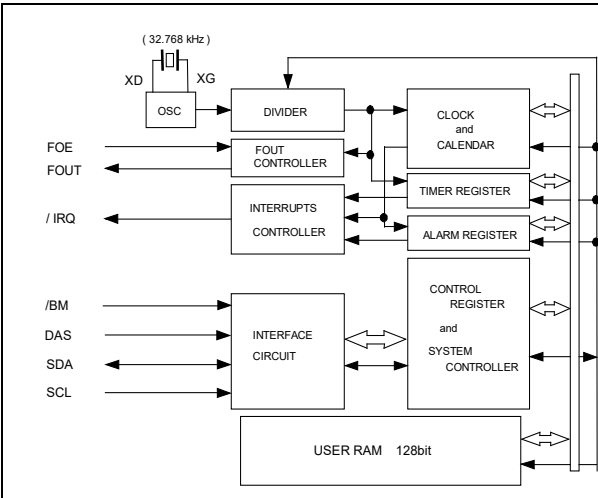 ( 32.768 kHz )
XD
XG
OSC
DIVIDER
CLOCK
and
CALENDAR
FOE
FOUT
FOUT
CONTROLLER
TIMER REGISTER
/ IRQ
INTERRUPTS
CONTROLLER
ALARM REGISTER
/BM
DAS
SDA
SCL
INTERFACE
CIRCUIT
CONTROL
REGISTER
and
SYSTEM
CONTROLLER
USER RAM 128bit